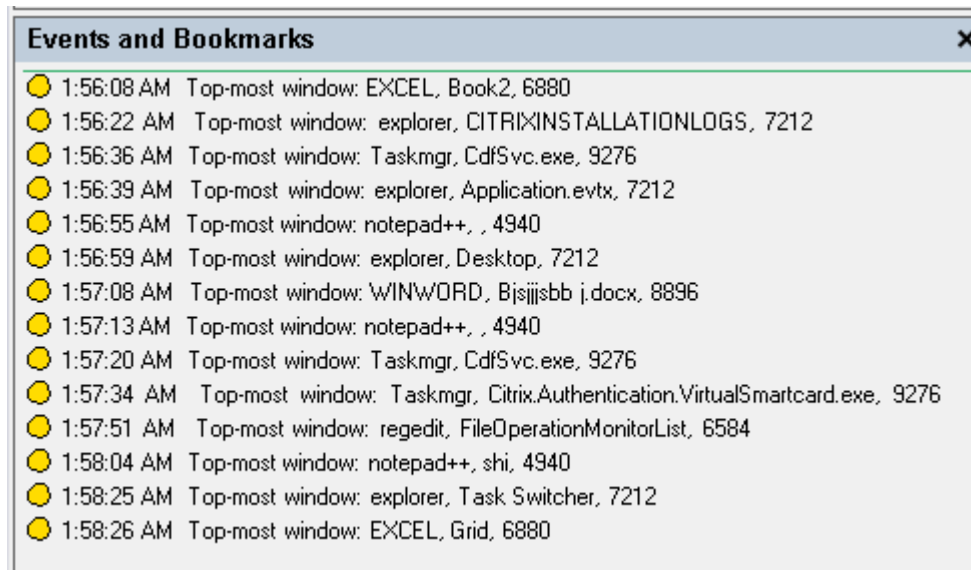 Events and Bookmarks
1:56:08 AM Top-most window: EXCEL, Book2, 6880
1:56:22 AM Top-most window: explorer, CITRIXINSTALLATIONLOGS, 7212
1:56:36 AM Top-most window: Taskmgr, CdfSvc.exe, 9276
1:56:39 AM Top-most window: explorer, Application.evtx, 7212
1:56:55 AM Top-most window: notepad++, , 4940
1:56:59 AM Top-most window: explorer, Desktop, 7212
1:57:08 AM Top-most window: WINWORD, Bjsjjjsbb j.docx, 8896
1:57:13 AM Top-most window: notepad++, , 4940
1:57:20 AM Top-most window: Taskmgr, CdfSvc.exe, 9276
1:57:34 AM Top-most window: Taskmgr, Citrix.Authentication.VirtualSmartcard.exe, 9276
1:57:51 AM Top-most window: regedit, FileOperationMonitorList, 6584
1:58:04 AM Top-most window: notepad++, shi, 4940
1:58:25 AM Top-most window: explorer, Task Switcher, 7212
1:58:26 AM Top-most window: EXCEL, Grid, 6880